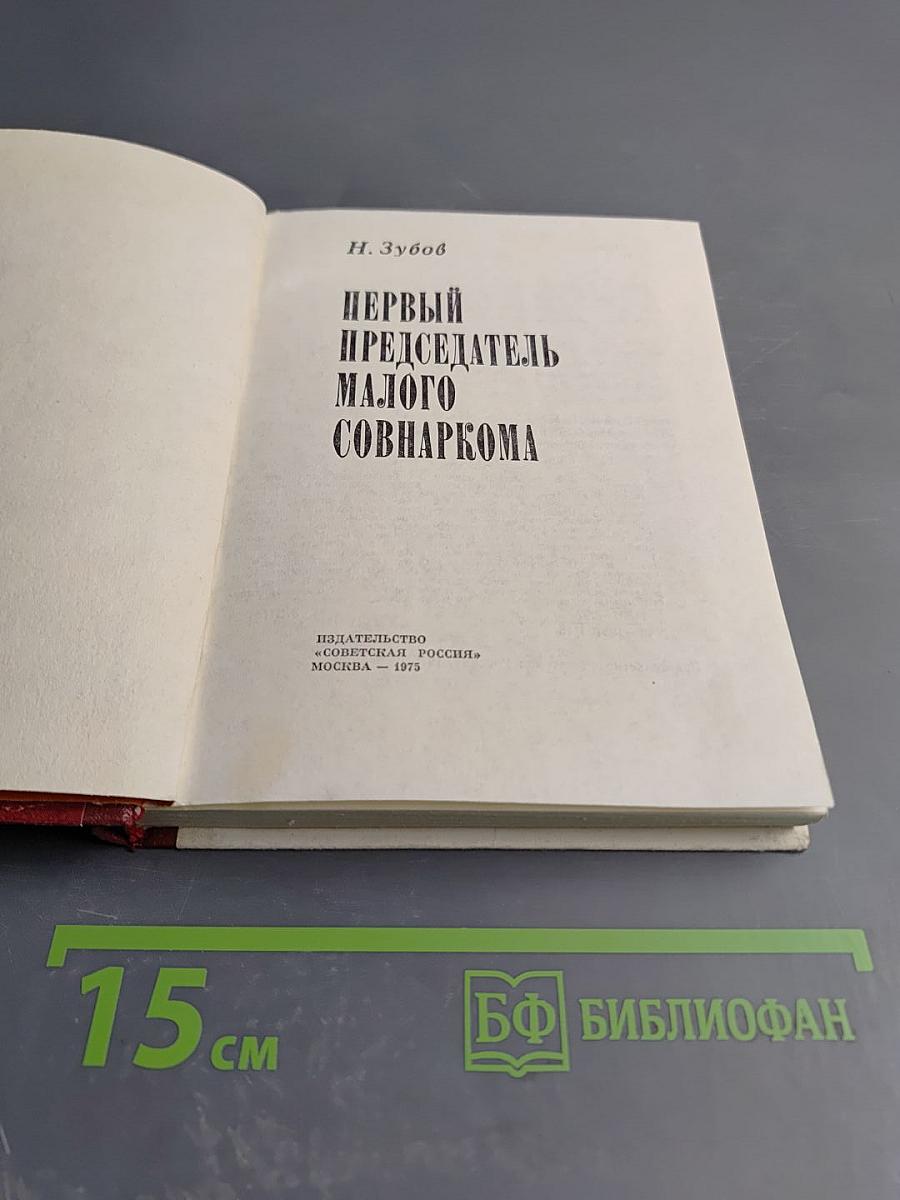 Н. Зубов
ПЕРВЫЙ
ПРЕДСЕДАТЕЛЬ
МАЛОГО
СОВНАРКОМА
ИЗДАТЕЛЬСТВО
«СОВЕТСКАЯ РОССИЯ»
МОСКВА — 1975
15 см
БФ БИБЛИОФАН